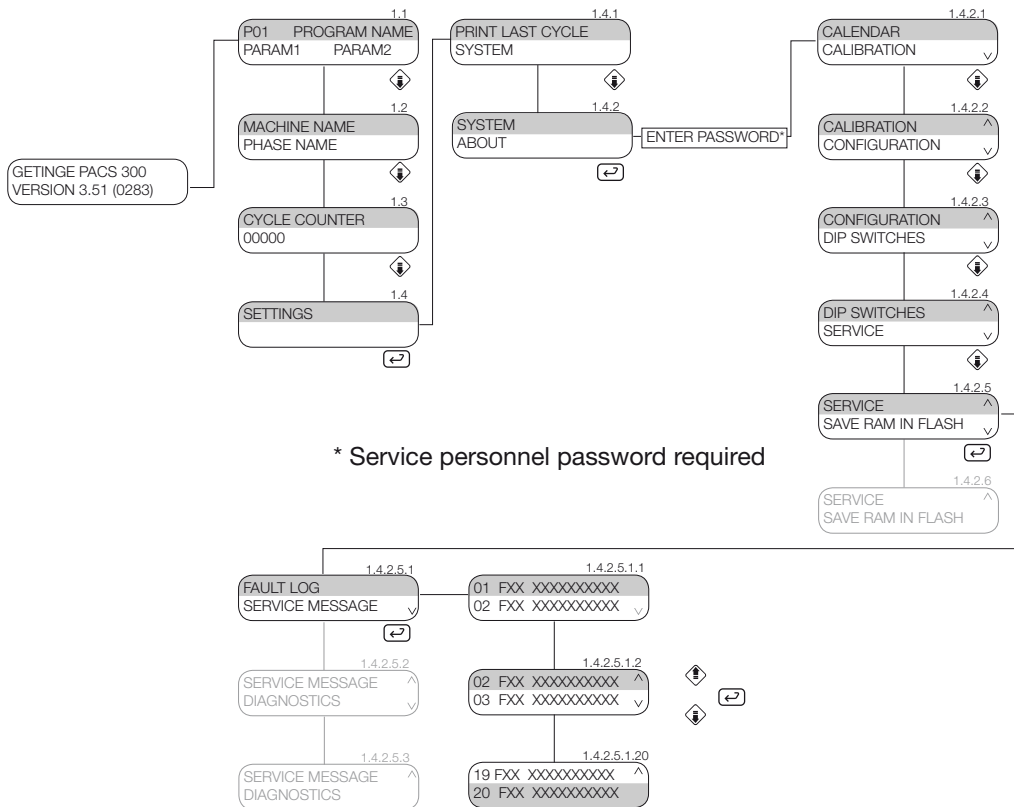 GETINGE PACS 300
VERSION 3.51 (0283)
1.1
P01 PROGRAM NAME
PARAM1 PARAM2
1.2
MACHINE NAME
PHASE NAME
1.3
CYCLE COUNTER
00000
1.4
SETTINGS
1.4.1
PRINT LAST CYCLE
SYSTEM
1.4.2
SYSTEM
ABOUT
ENTER PASSWORD*
1.4.2.1
CALENDAR
CALIBRATION
1.4.2.2
CALIBRATION
CONFIGURATION
1.4.2.3
CONFIGURATION
DIP SWITCHES
1.4.2.4
DIP SWITCHES
SERVICE
1.4.2.5
SERVICE
SAVE RAM IN FLASH
1.4.2.6
SERVICE
SAVE RAM IN FLASH
* Service personnel password required
1.4.2.5.1
FAULT LOG
SERVICE MESSAGE
1.4.2.5.2
SERVICE MESSAGE
DIAGNOSTICS
1.4.2.5.3
SERVICE MESSAGE
DIAGNOSTICS
1.4.2.5.1.1
01 FXX XXXXXXXXXX
02 FXX XXXXXXXXXX
1.4.2.5.1.2
02 FXX XXXXXXXXXX
03 FXX XXXXXXXXXX
1.4.2.5.1.20
19 FXX XXXXXXXXXX
20 FXX XXXXXXXXXX